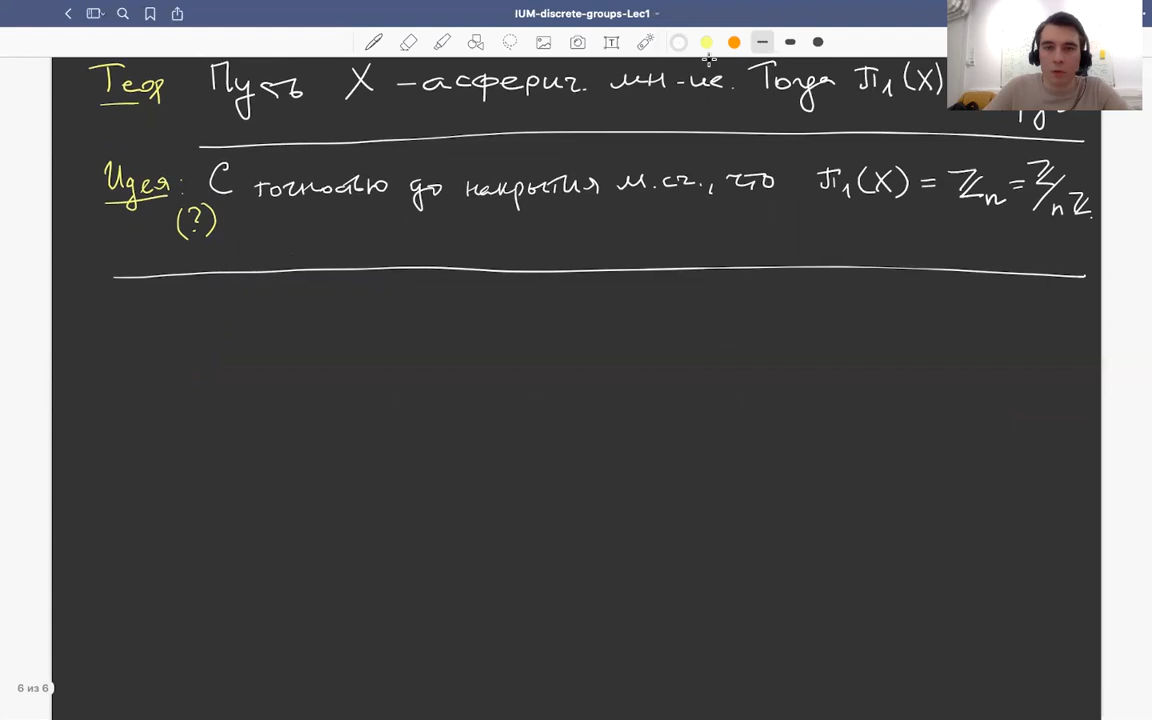 IUM-discrete-groups-Lec1
Теор Пусть X – асферич. мн-ие. Тогда π₁(X)
Идея: С точностью до накрытия м.сч., что π₁(X) = ℤₙ = ℤ/nℤ.
(?)
6 из 6